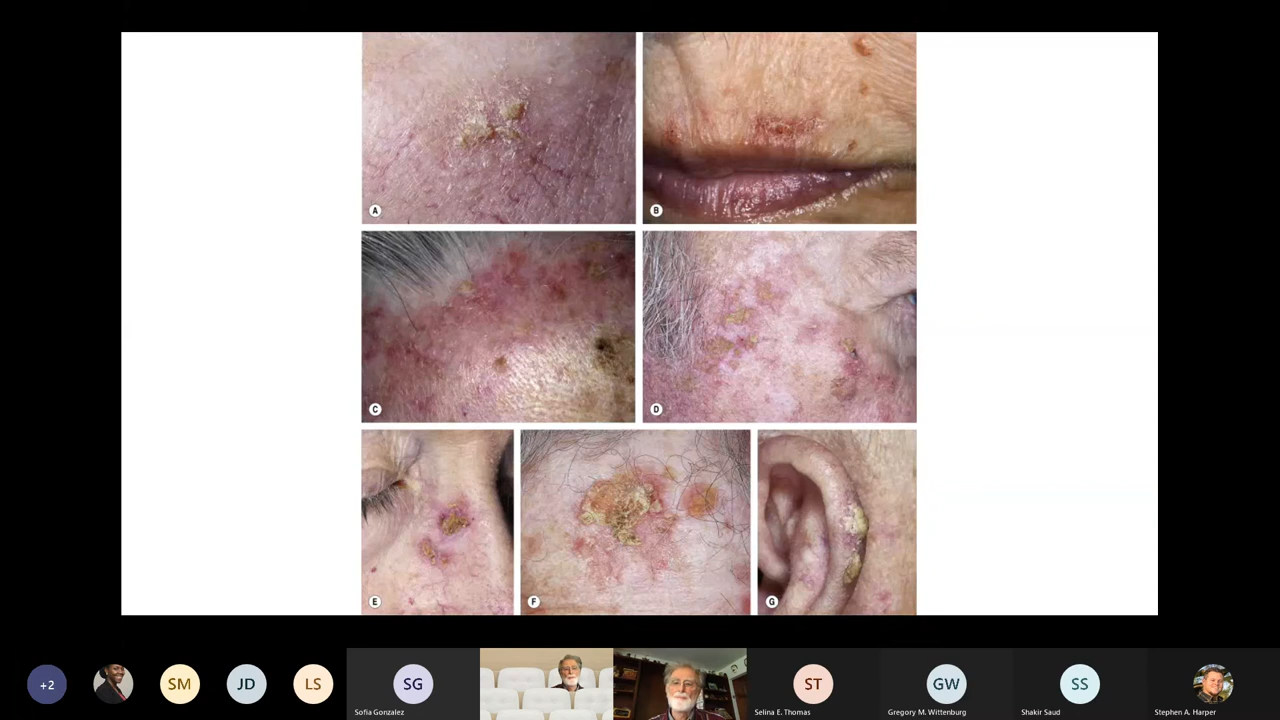 A
B
C
D
E
F
G
+2
SM
JD
LS
SG
ST
GW
SS
Sofia Gonzalez
Selina E. Thomas
Gregory M. Wittenburg
Shakir Saud
Stephen A. Harper